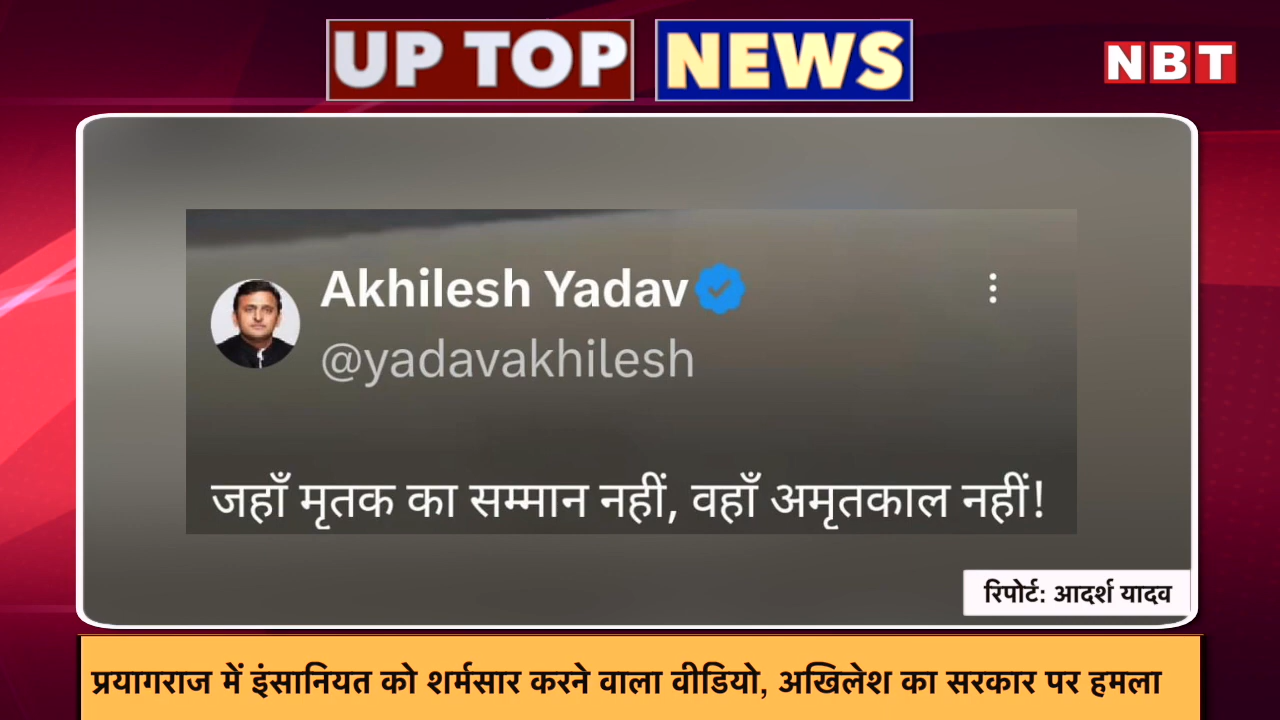 UP TOP NEWS
NBT
Akhilesh Yadav
@yadavakhilesh
जहाँ मृतक का सम्मान नहीं, वहाँ अमृतकाल नहीं!
रिपोर्ट: आदर्श यादव
प्रयागराज में इंसानियत को शर्मसार करने वाला वीडियो, अखिलेश का सरकार पर हमला